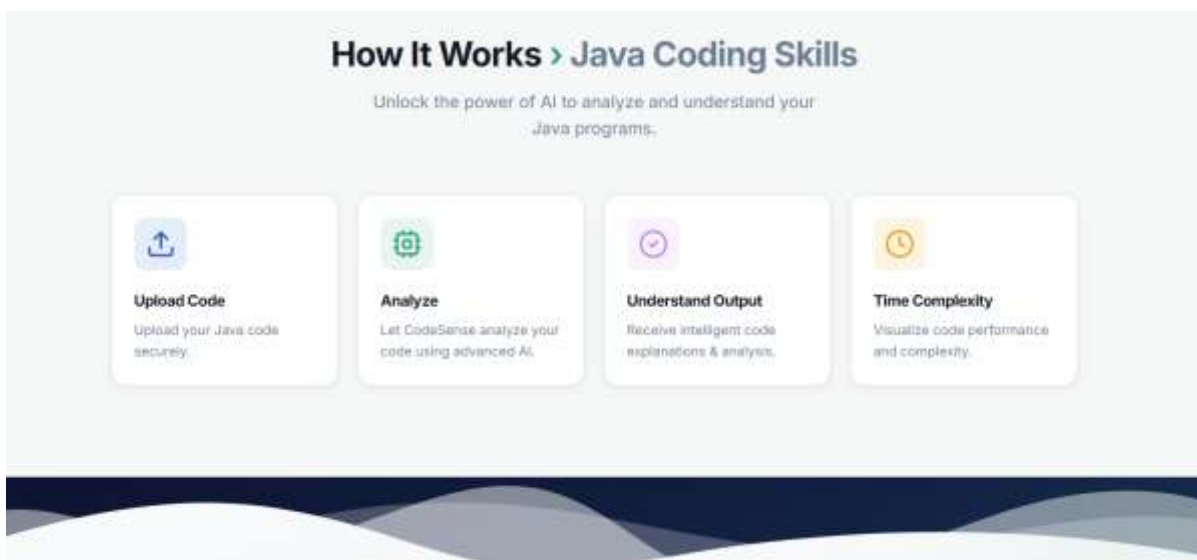 How It Works › Java Coding Skills
Unlock the power of AI to analyze and understand your
Java programs.
Upload Code
Upload your Java code
securely.
Analyze
Let CodeSense analyze your
code using advanced AI.
Understand Output
Receive intelligent code
explanations & analysis.
Time Complexity
Visualize code performance
and complexity.